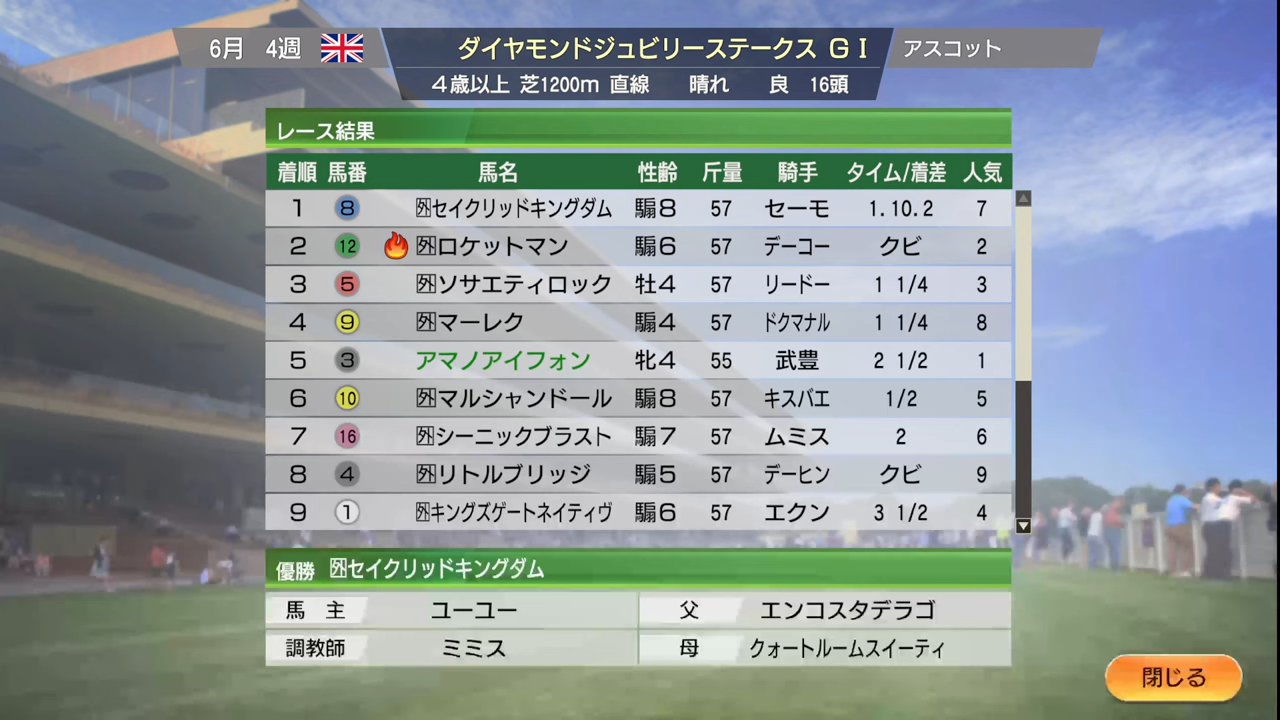 6月 4週 ダイヤモンドジュビリーステークス GⅠ アスコット
4歳以上 芝1200m 直線 晴れ 良 16頭
レース結果
着順 馬番 馬名 性齢 斤量 騎手 タイム/着差 人気
1 8 外セイクリッドキングダム 騸8 57 セーモ 1.10.2 7
2 12 外ロケットマン 騸6 57 デーコー クビ 2
3 5 外ソサエティロック 牡4 57 リードー 1 1/4 3
4 9 外マーレク 騸4 57 ドクマナル 1 1/4 8
5 3 アマノアイフォン 牝4 55 武豊 2 1/2 1
6 10 外マルシャンドール 騸8 57 キスバエ 1/2 5
7 16 外シーニックブラスト 騸7 57 ムミス 2 6
8 4 外リトルブリッジ 騸5 57 デーヒン クビ 9
9 1 外キングズゲートネイティヴ 騸6 57 エクン 3 1/2 4
優勝 外セイクリッドキングダム
馬主 ユーユー 父 エンコスタデラゴ
調教師 ミミス 母 クォートルームスイーティ
閉じる